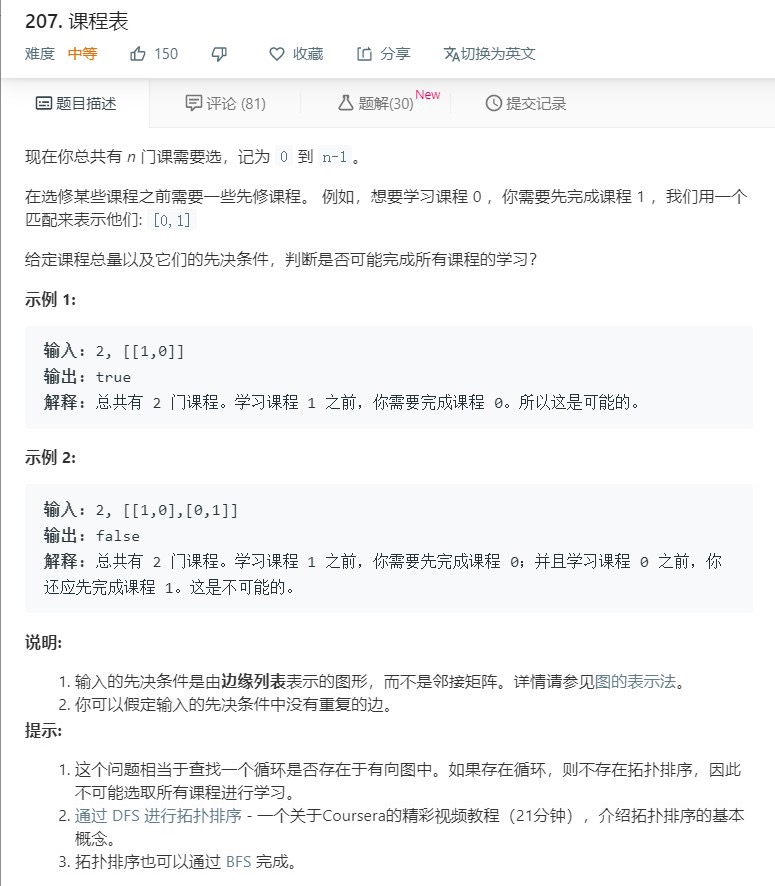 207. 课程表
难度 中等 150 收藏 分享 切换为英文
题目描述 评论 (81) 题解(30) New 提交记录
现在你总共有 n 门课需要选，记为 0 到 n-1。
在选修某些课程之前需要一些先修课程。 例如，想要学习课程 0 ，你需要先完成课程 1 ，我们用一个
匹配来表示他们: [0,1]
给定课程总量以及它们的先决条件，判断是否可能完成所有课程的学习？
示例 1:
输入: 2, [[1,0]]
输出: true
解释: 总共有 2 门课程。学习课程 1 之前，你需要完成课程 0。所以这是可能的。
示例 2:
输入: 2, [[1,0],[0,1]]
输出: false
解释: 总共有 2 门课程。学习课程 1 之前，你需要先完成课程 0；并且学习课程 0 之前，你
还应先完成课程 1。这是不可能的。
说明:
1. 输入的先决条件是由边缘列表表示的图形，而不是邻接矩阵。详情请参见图的表示法。
2. 你可以假定输入的先决条件中没有重复的边。
提示:
1. 这个问题相当于查找一个循环是否存在于有向图中。如果存在循环，则不存在拓扑排序，因此
不可能选取所有课程进行学习。
2. 通过 DFS 进行拓扑排序 - 一个关于Coursera的精彩视频教程（21分钟），介绍拓扑排序的基本
概念。
3. 拓扑排序也可以通过 BFS 完成。